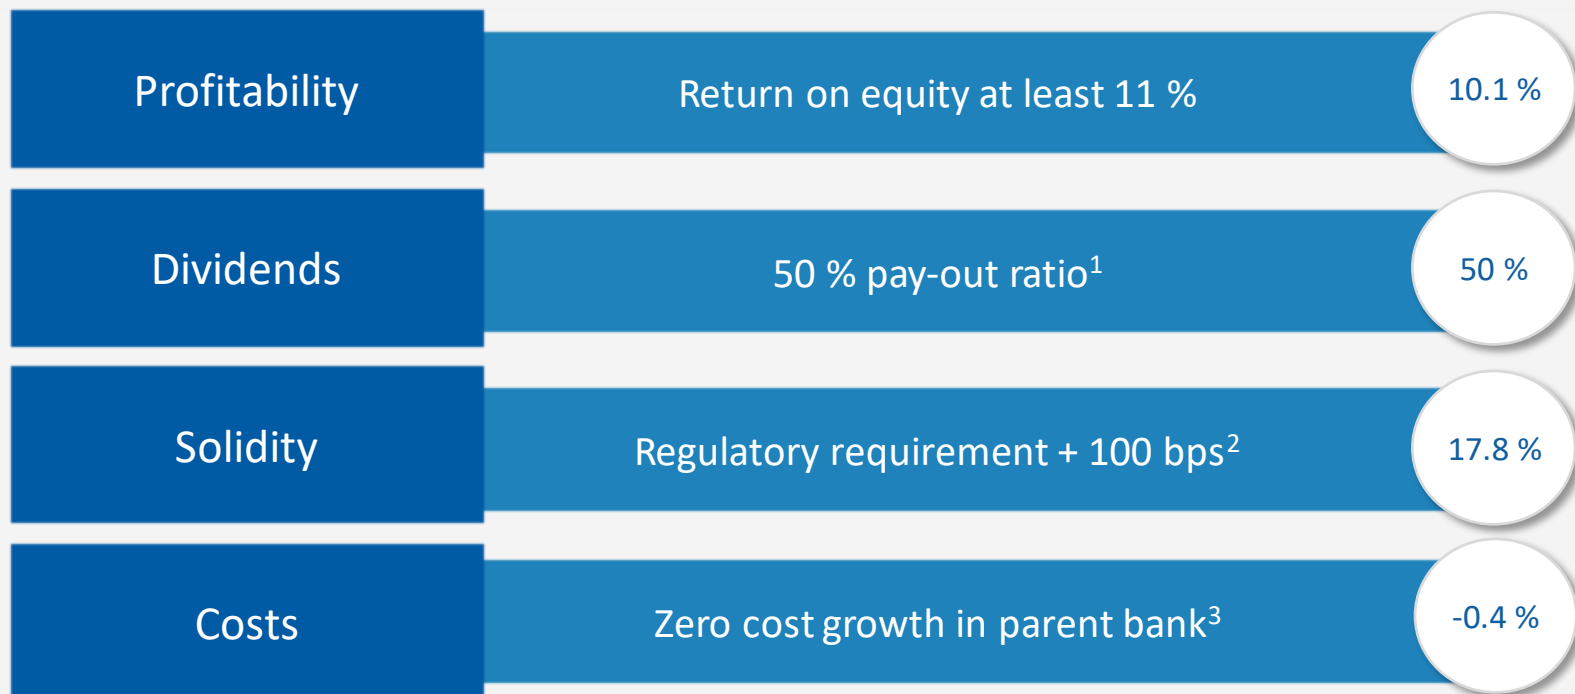 Profitability
Return on equity at least 11 %
10.1 %
Dividends
50 % pay-out ratio¹
50 %
Solidity
Regulatory requirement + 100 bps²
17.8 %
Costs
Zero cost growth in parent bank³
-0.4 %